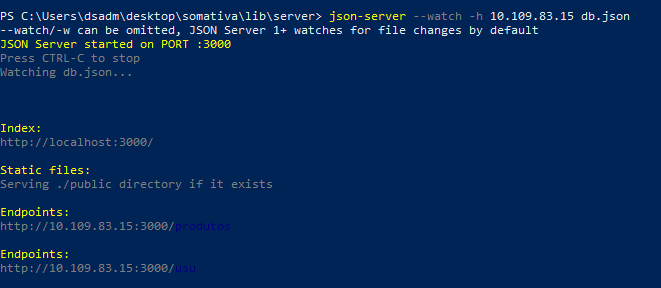 PS C:\Users\dsadm\desktop\somativa\lib\server> json-server --watch -h 10.109.83.15 db.json
--watch/-w can be omitted, JSON Server 1+ watches for file changes by default
JSON Server started on PORT :3000
Press CTRL-C to stop
Watching db.json...
Index:
http://localhost:3000/
Static files:
Serving ./public directory if it exists
Endpoints:
http://10.109.83.15:3000/produtos
Endpoints:
http://10.109.83.15:3000/usu